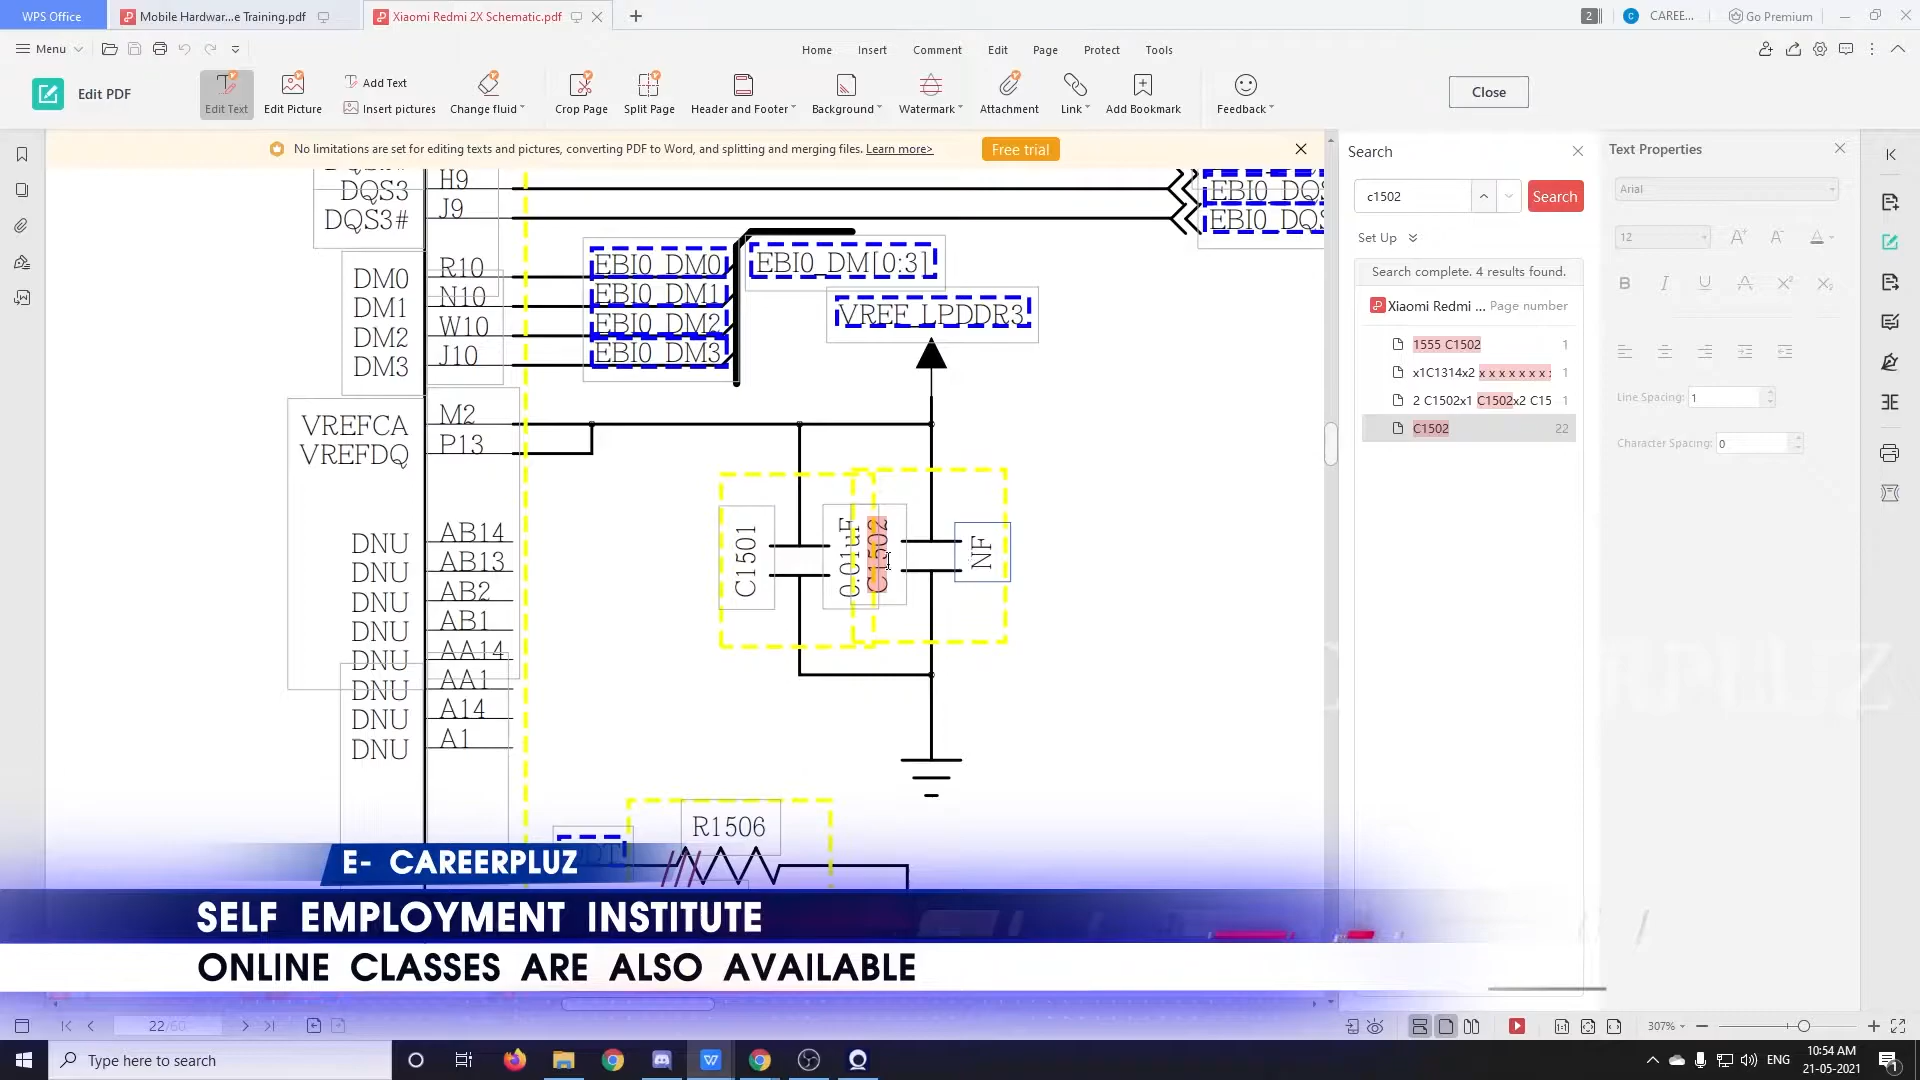 WPS Office
Mobile Hardwar...e Training.pdf
Xiaomi Redmi 2X Schematic.pdf
2
CAREE...
Go Premium
Menu
Home
Insert
Comment
Edit
Page
Protect
Tools
Edit PDF
Edit Text
Edit Picture
Add Text
Insert pictures
Change fluid
Crop Page
Split Page
Header and Footer
Background
Watermark
Attachment
Link
Add Bookmark
Feedback
Close
No limitations are set for editing texts and pictures, converting PDF to Word, and splitting and merging files. Learn more>
Free trial
DQS3 H9
DQS3# J9
DM0 R10
DM1 N10
DM2 W10
DM3 J10
EBI0_DM0
EBI0_DM1
EBI0_DM2
EBI0_DM3
EBI0_DM[0:3]
VREF_LPDDR3
VREFCA M2
VREFDQ P13
DNU AB14
DNU AB13
DNU AB2
DNU AB1
DNU AA14
DNU AA1
DNU A14
DNU A1
C1501
0.01uF
C1502
NF
R1506
Search
c1502
Search
Set Up
Search complete. 4 results found.
Xiaomi Redmi ... Page number
1555 C1502 1
x1C1314x2 x x x x x x x 1
2 C1502x1 C1502x2 C15 1
C1502 22
Text Properties
Arial
12
Line Spacing: 1
Character Spacing: 0
E- CAREERPLUZ
SELF EMPLOYMENT INSTITUTE
ONLINE CLASSES ARE ALSO AVAILABLE
22/60
307%
Type here to search
ENG
10:54 AM
21-05-2021
1